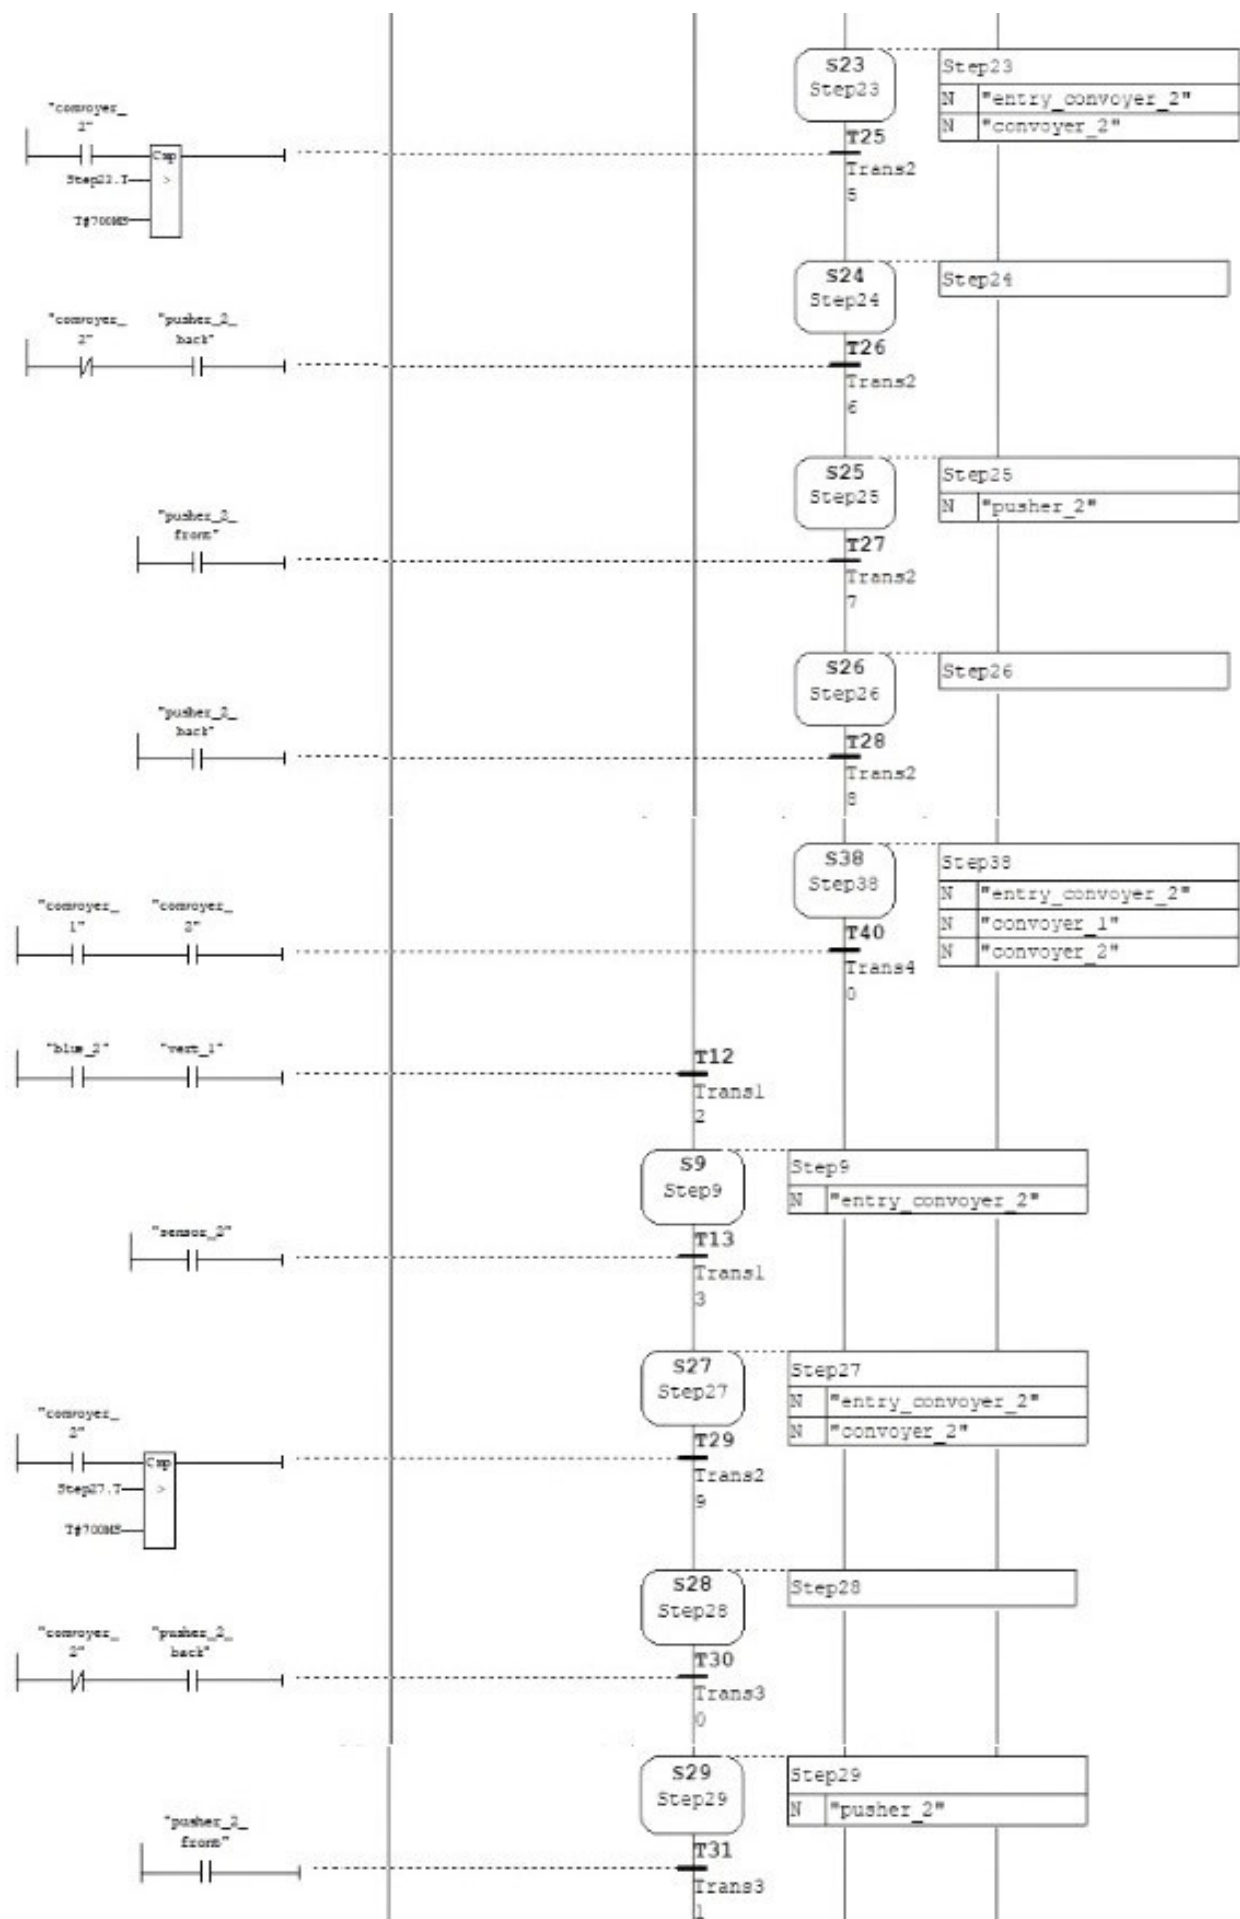 S23
Step23
Step23
N "entry_convoyer_2"
N "convoyer_2"
"convoyer_
2"
Cmp
Step23.T
>
T#700MS
T25
Trans2
5
S24
Step24
Step24
"convoyer_
2"
"pusher_2_
back"
T26
Trans2
6
S25
Step25
Step25
N "pusher_2"
"pusher_2_
front"
T27
Trans2
7
S26
Step26
Step26
"pusher_2_
back"
T28
Trans2
8
S38
Step38
Step38
N "entry_convoyer_2"
N "convoyer_1"
N "convoyer_2"
"convoyer_
1"
"convoyer_
2"
T40
Trans4
0
"blue_2"
"vert_1"
T12
Trans1
2
S9
Step9
Step9
N "entry_convoyer_2"
"sensor_2"
T13
Trans1
3
S27
Step27
Step27
N "entry_convoyer_2"
N "convoyer_2"
"convoyer_
2"
Cmp
Step27.T
>
T#700MS
T29
Trans2
9
S28
Step28
Step28
"convoyer_
2"
"pusher_2_
back"
T30
Trans3
0
S29
Step29
Step29
N "pusher_2"
"pusher_2_
front"
T31
Trans3
1